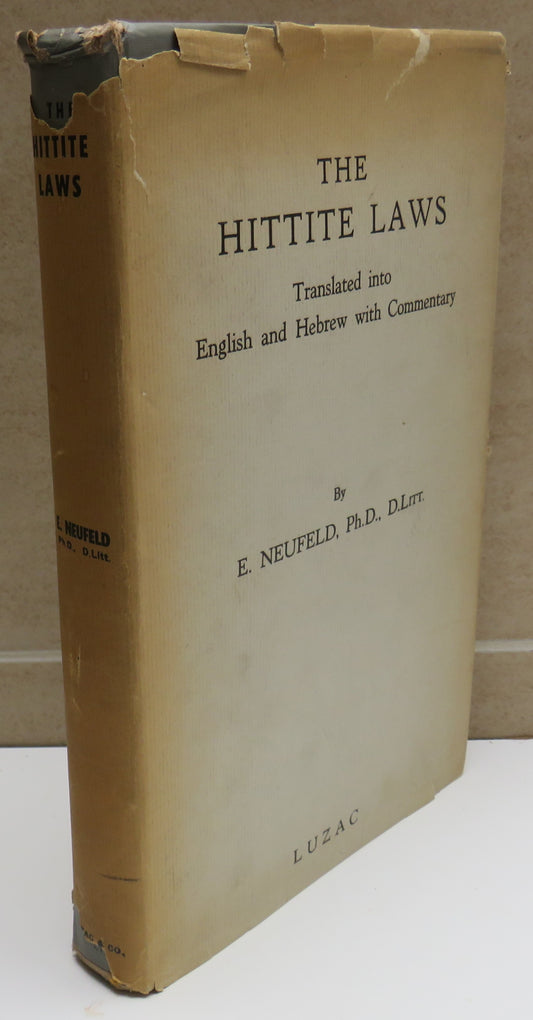 THE
HITTITE
LAWS
E. NEUFELD
Ph.D., D.Litt.
& CO.
THE
HITTITE LAWS
Translated into
English and Hebrew with Commentary
By
E. NEUFELD, Ph.D., D.LITT.
LUZAC